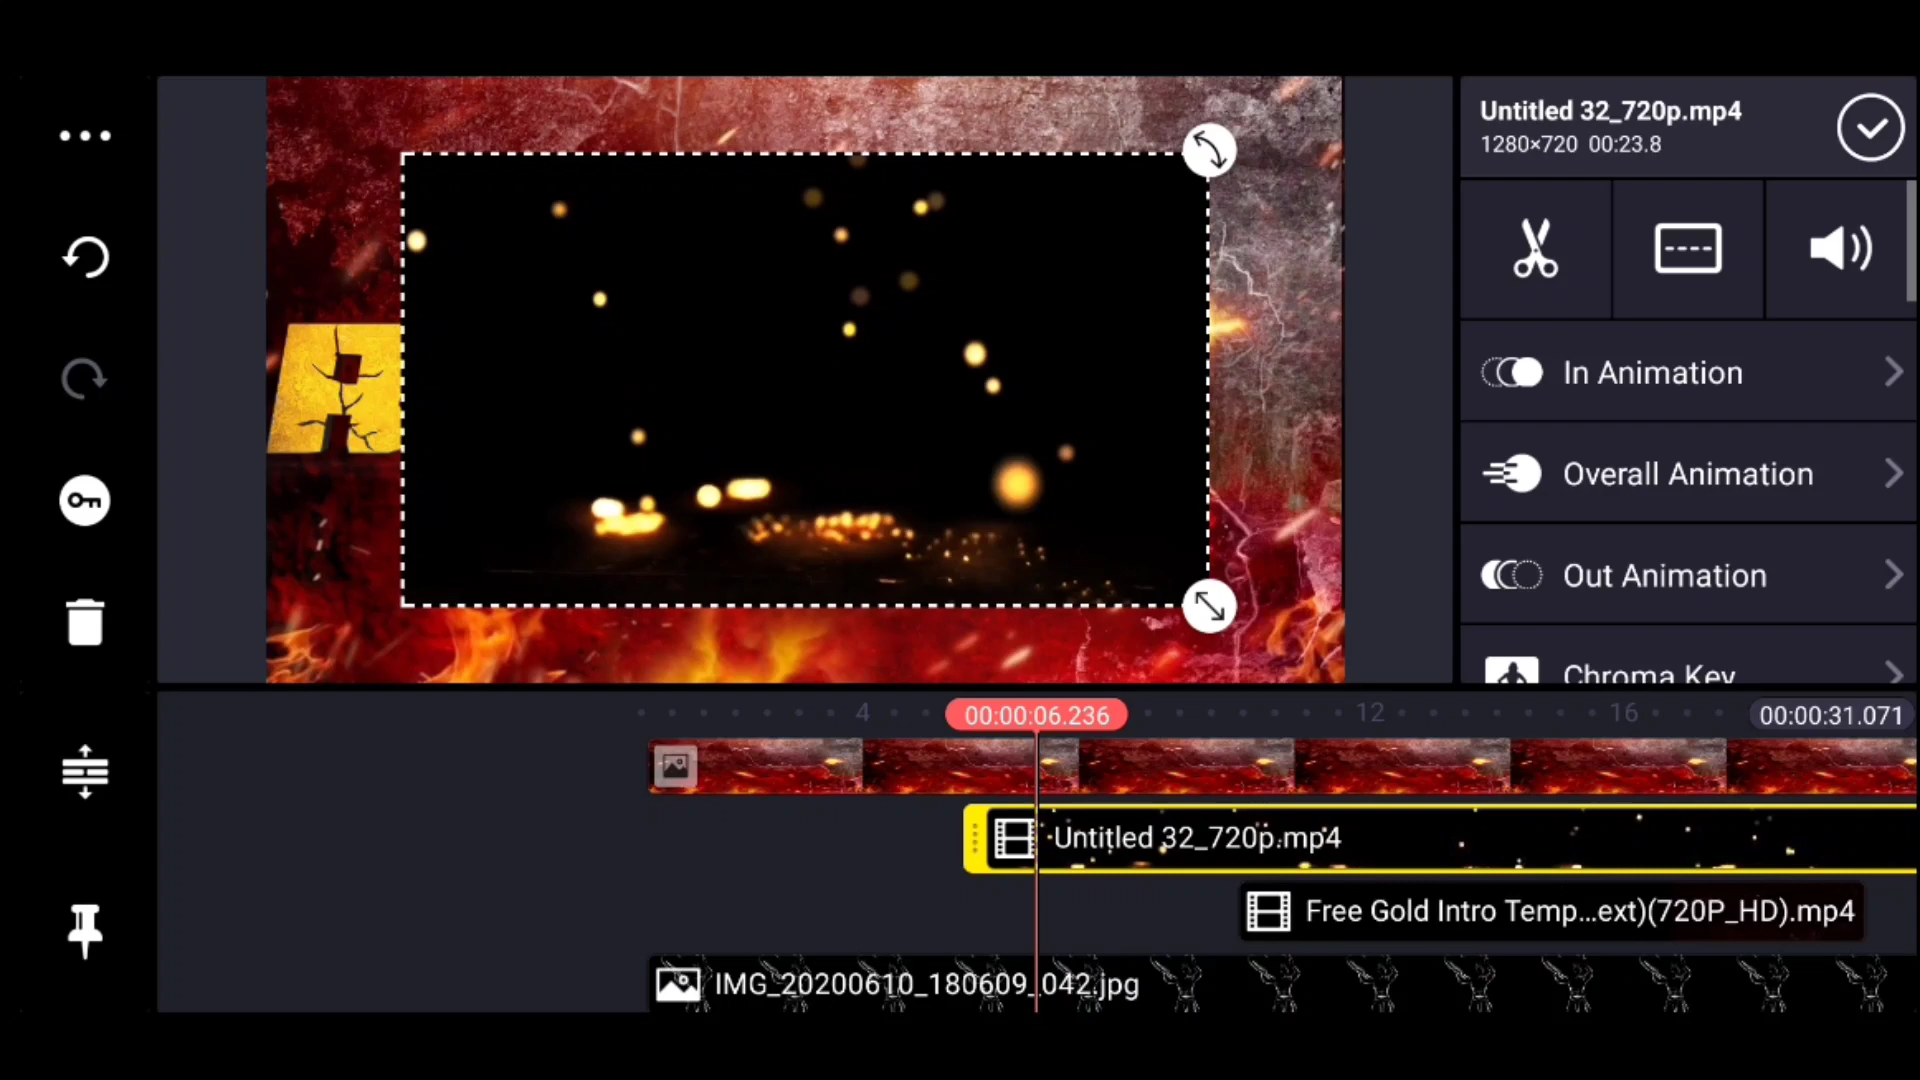 Untitled 32_720p.mp4
1280×720 00:23.8
In Animation
Overall Animation
Out Animation
Chroma Key
4
00:00:06.236
12
16
00:00:31.071
Untitled 32_720p.mp4
Free Gold Intro Temp...ext)(720P_HD).mp4
IMG_20200610_180609_042.jpg